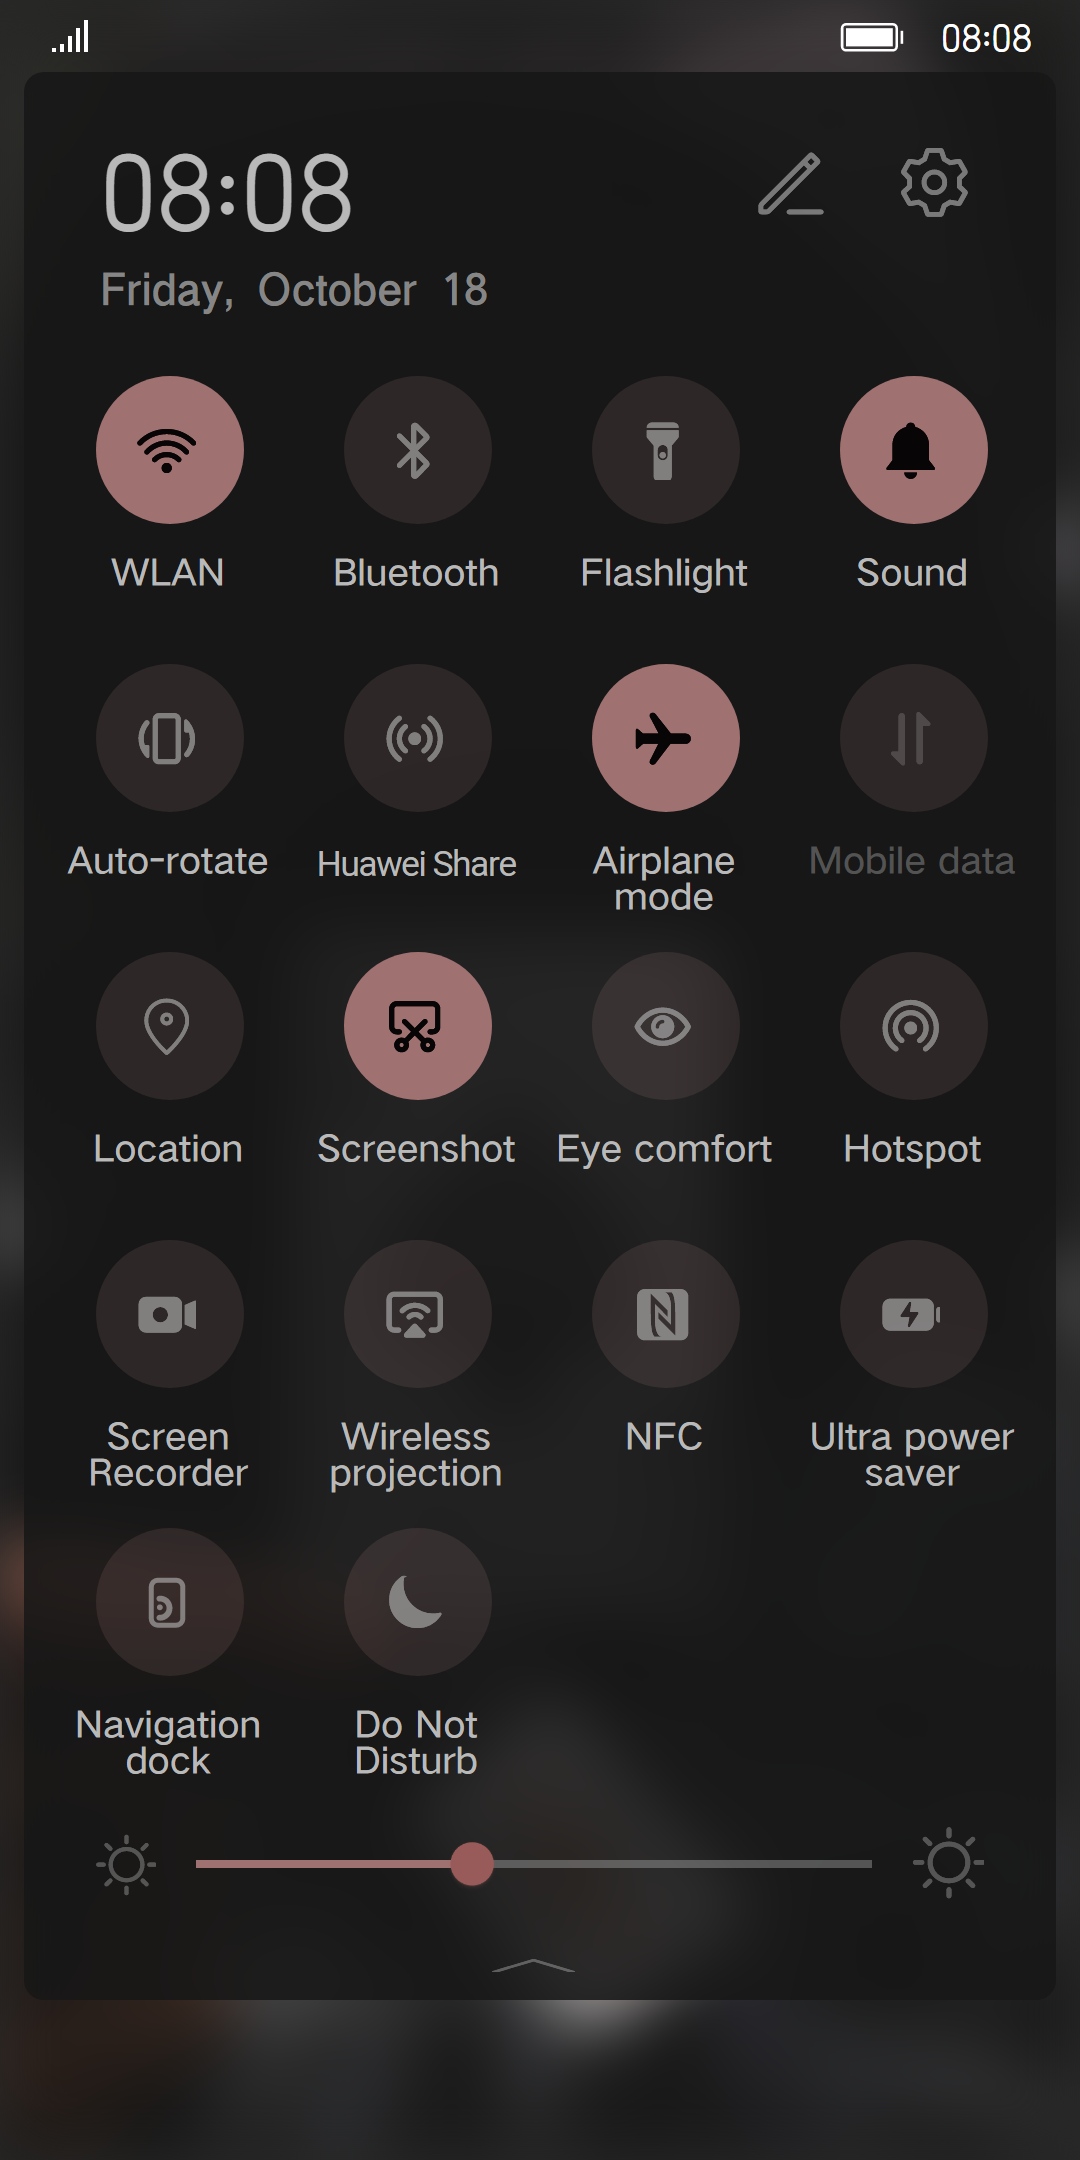 08:08
08:08
Friday, October 18
WLAN Bluetooth Flashlight Sound
Auto-rotate Huawei Share Airplane mode Mobile data
Location Screenshot Eye comfort Hotspot
Screen Recorder Wireless projection NFC Ultra power saver
Navigation dock Do Not Disturb